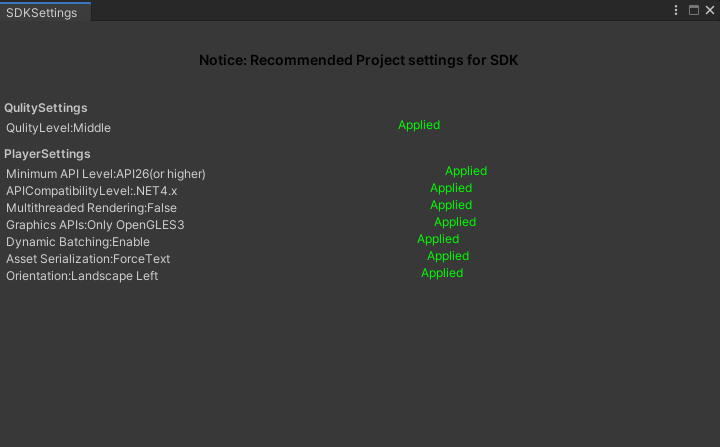 SDKSettings
Notice: Recommended Project settings for SDK
QulitySettings
QulityLevel:Middle Applied
PlayerSettings
Minimum API Level:API26(or higher) Applied
APICompatibilityLevel:.NET4.x Applied
Multithreaded Rendering:False Applied
Graphics APIs:Only OpenGLES3 Applied
Dynamic Batching:Enable Applied
Asset Serialization:ForceText Applied
Orientation:Landscape Left Applied